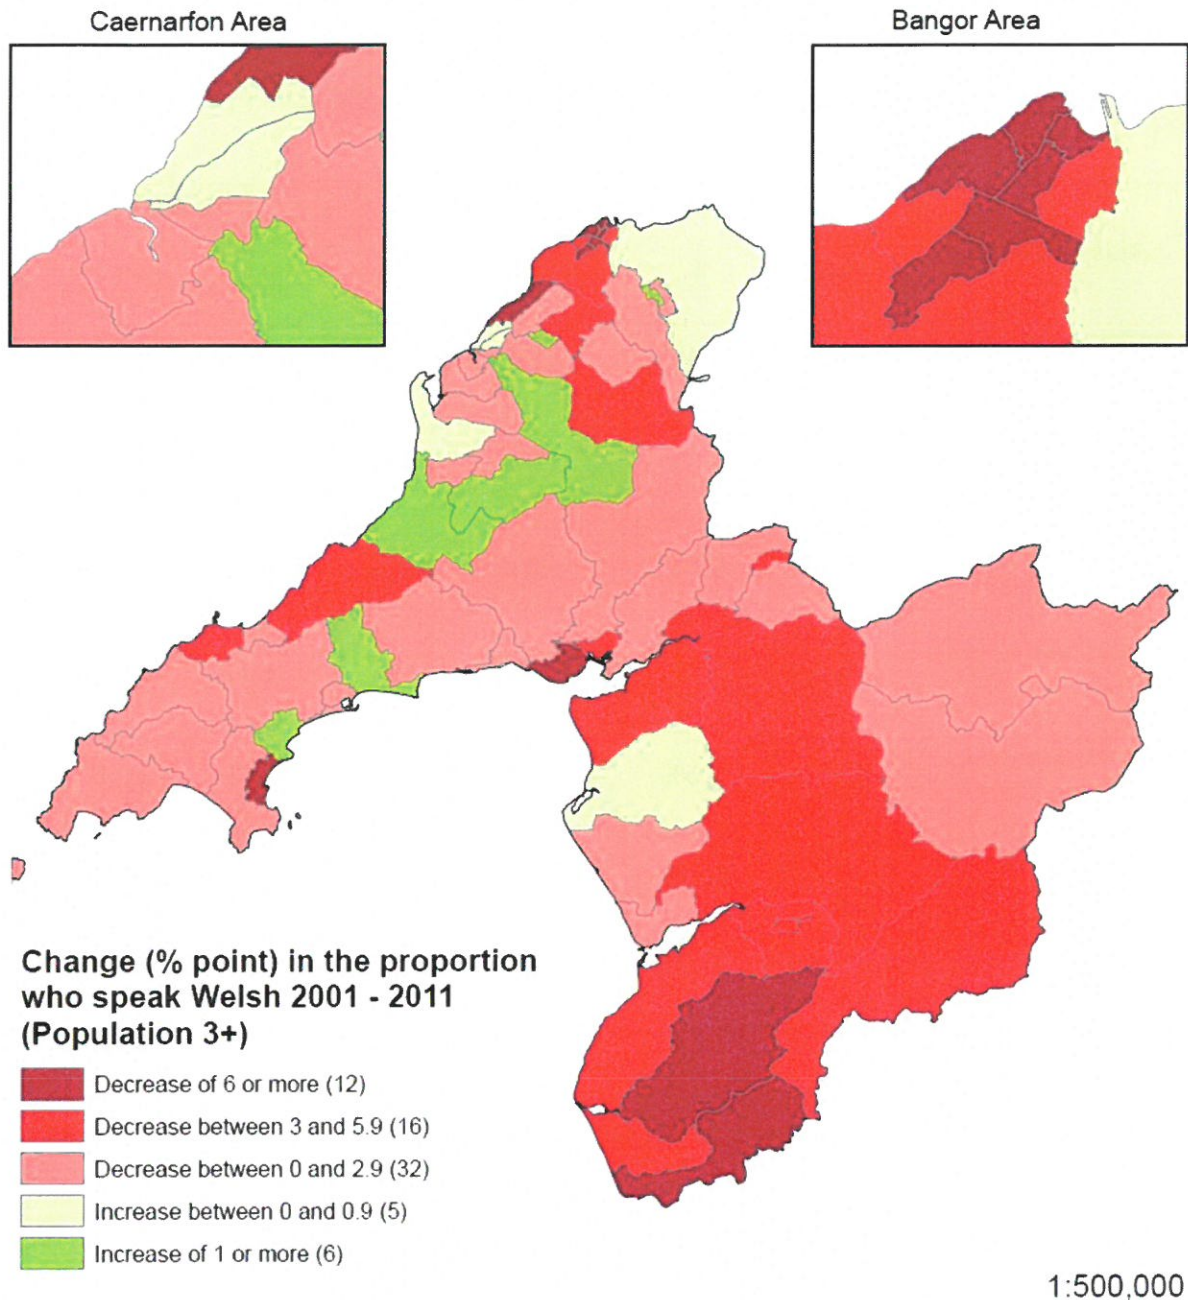 Caernarfon Area
Bangor Area
Change (% point) in the proportion
who speak Welsh 2001 - 2011
(Population 3+)
Decrease of 6 or more (12)
Decrease between 3 and 5.9 (16)
Decrease between 0 and 2.9 (32)
Increase between 0 and 0.9 (5)
Increase of 1 or more (6)
1:500,000